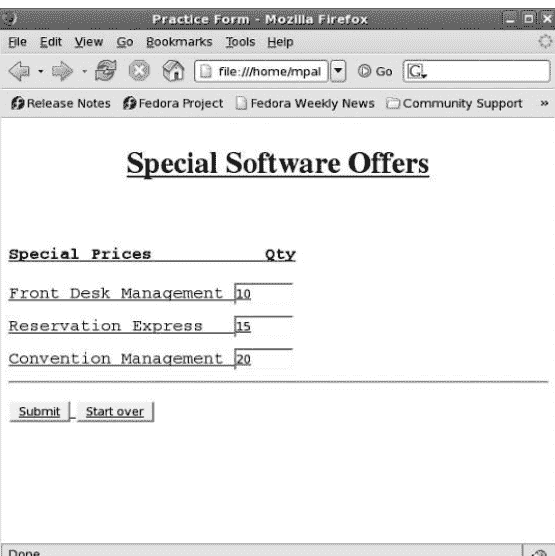 Practice Form - Mozilla Firefox
File Edit View Go Bookmarks Tools Help
file:///home/mpal Go G
Release Notes Fedora Project Fedora Weekly News Community Support »
Special Software Offers
Special Prices Qty
Front Desk Management 10
Reservation Express 15
Convention Management 20
Submit Start over
Done